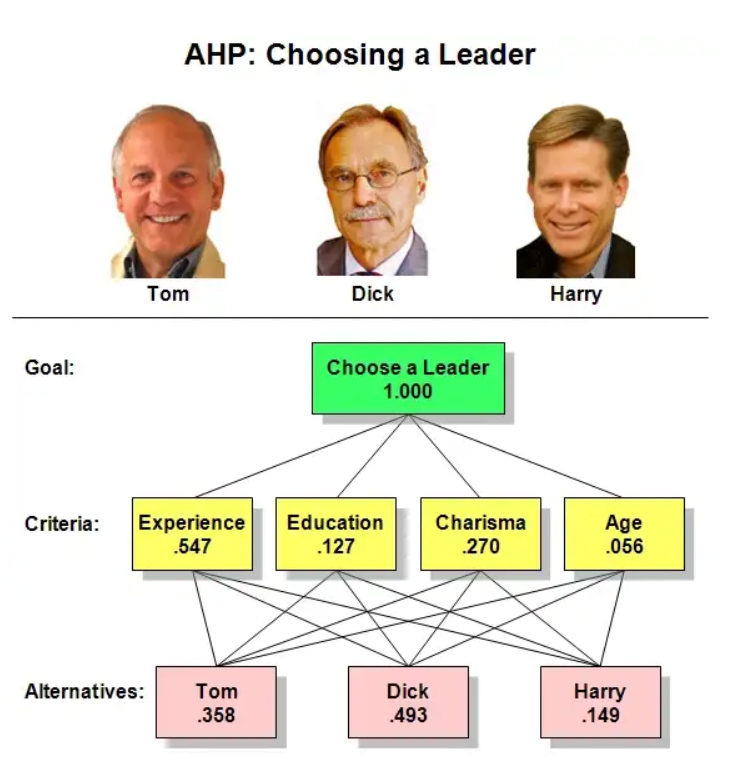 AHP: Choosing a Leader
Tom
Dick
Harry
Goal:
Choose a Leader
1.000
Criteria:
Experience
.547
Education
.127
Charisma
.270
Age
.056
Alternatives:
Tom
.358
Dick
.493
Harry
.149